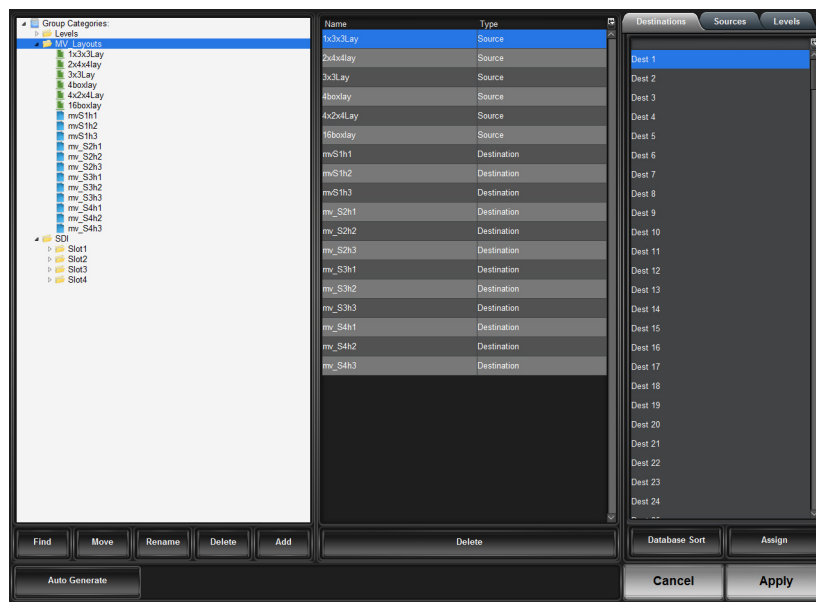 Group Categories:
Levels
MV_Layouts
1x3x3Lay
2x4x4lay
3x3Lay
4boxlay
4x2x4Lay
16boxlay
mvS1h1
mvS1h2
mvS1h3
mv_S2h1
mv_S2h2
mv_S2h3
mv_S3h1
mv_S3h2
mv_S3h3
mv_S4h1
mv_S4h2
mv_S4h3
SDI
Slot1
Slot2
Slot3
Slot4
Find Move Rename Delete Add
Name Type
1x3x3Lay Source
2x4x4lay Source
3x3Lay Source
4boxlay Source
4x2x4Lay Source
16boxlay Source
mvS1h1 Destination
mvS1h2 Destination
mvS1h3 Destination
mv_S2h1 Destination
mv_S2h2 Destination
mv_S2h3 Destination
mv_S3h1 Destination
mv_S3h2 Destination
mv_S3h3 Destination
mv_S4h1 Destination
mv_S4h2 Destination
mv_S4h3 Destination
Delete
Destinations Sources Levels
Dest 1
Dest 2
Dest 3
Dest 4
Dest 5
Dest 6
Dest 7
Dest 8
Dest 9
Dest 10
Dest 11
Dest 12
Dest 13
Dest 14
Dest 15
Dest 16
Dest 17
Dest 18
Dest 19
Dest 20
Dest 21
Dest 22
Dest 23
Dest 24
Database Sort Assign
Auto Generate
Cancel Apply